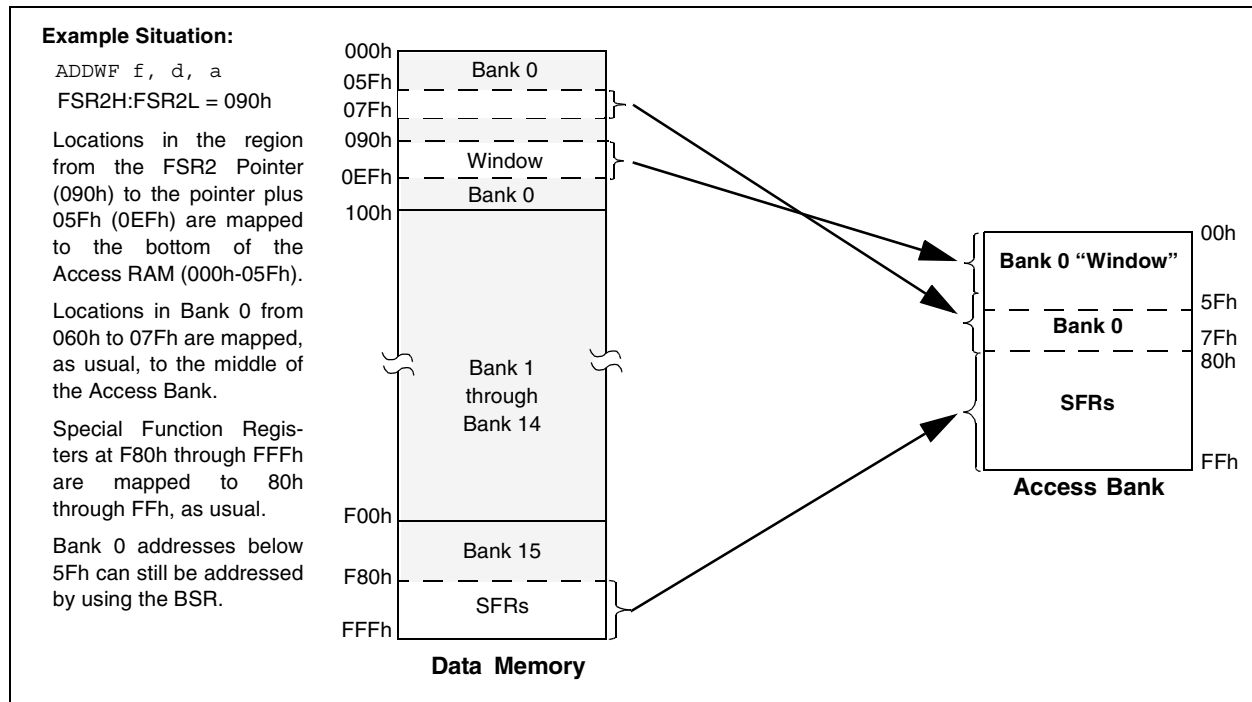 Example Situation:
ADDWF f, d, a
FSR2H:FSR2L = 090h
Locations in the region
from the FSR2 Pointer
(090h) to the pointer plus
05Fh (0EFh) are mapped
to the bottom of the
Access RAM (000h-05Fh).
Locations in Bank 0 from
060h to 07Fh are mapped,
as usual, to the middle of
the Access Bank.
Special Function Regis-
ters at F80h through FFFh
are mapped to 80h
through FFh, as usual.
Bank 0 addresses below
5Fh can still be addressed
by using the BSR.
000h
Bank 0
05Fh
07Fh
090h
Window
0EFh
Bank 0
100h
Bank 1
through
Bank 14
F00h
Bank 15
F80h
SFRs
FFFh
Data Memory
00h
Bank 0 “Window”
5Fh
Bank 0
7Fh
80h
SFRs
FFh
Access Bank